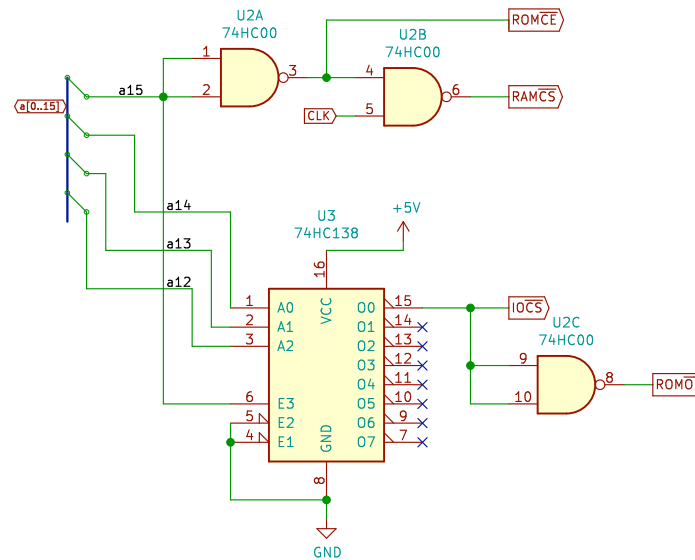 U2A
74HC00
1
2
3
ROMCE
U2B
74HC00
4
5
6
RAMCS
CLK
a[0..15]
a15
a14
a13
a12
U3
74HC138
+5V
16
VCC
1 A0
2 A1
3 A2
6 E3
5 E2
4 E1
O0 15
O1 14
O2 13
O3 12
O4 11
O5 10
O6 9
O7 7
GND
8
GND
IOCS
U2C
74HC00
9
10
8